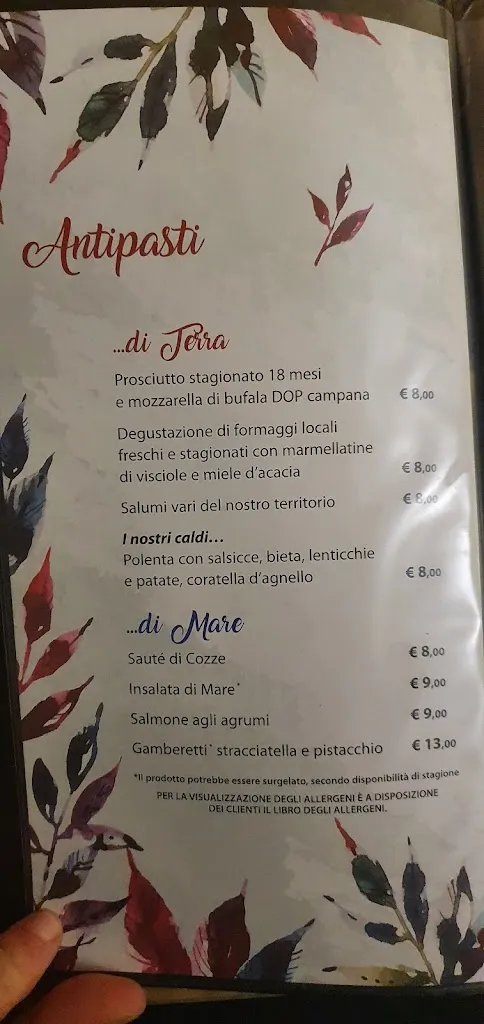 Antipasti
...di Terra
Prosciutto stagionato 18 mesi
e mozzarella di bufala DOP campana € 8,00
Degustazione di formaggi locali
freschi e stagionati con marmellatine
di visciole e miele d'acacia € 8,00
Salumi vari del nostro territorio € 8,00
I nostri caldi...
Polenta con salsicce, bieta, lenticchie
e patate, coratella d'agnello € 8,00
...di Mare
Sauté di Cozze € 8,00
Insalata di Mare* € 9,00
Salmone agli agrumi € 9,00
Gamberetti* stracciatella e pistacchio € 13,00
*Il prodotto potrebbe essere surgelato, secondo disponibilità di stagione
PER LA VISUALIZZAZIONE DEGLI ALLERGENI È A DISPOSIZIONE
DEI CLIENTI IL LIBRO DEGLI ALLERGENI.